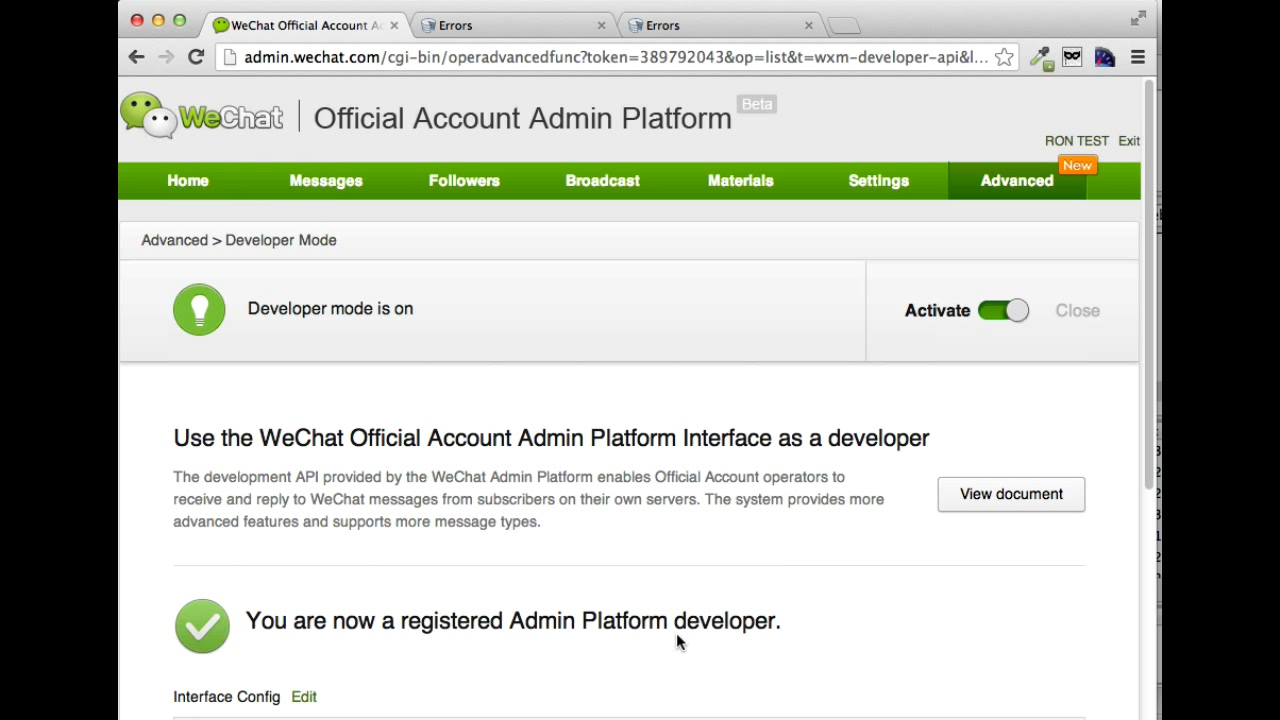 WeChat Official Account Ac
Errors
Errors
admin.wechat.com/cgi-bin/operadvancedfunc?token=389792043&op=list&t=wxm-developer-api&l...
WeChat | Official Account Admin Platform Beta
RON TEST Exit
New
Home Messages Followers Broadcast Materials Settings Advanced
Advanced > Developer Mode
Developer mode is on
Activate Close
Use the WeChat Official Account Admin Platform Interface as a developer
The development API provided by the WeChat Admin Platform enables Official Account operators to
receive and reply to WeChat messages from subscribers on their own servers. The system provides more
advanced features and supports more message types.
View document
You are now a registered Admin Platform developer.
Interface Config Edit